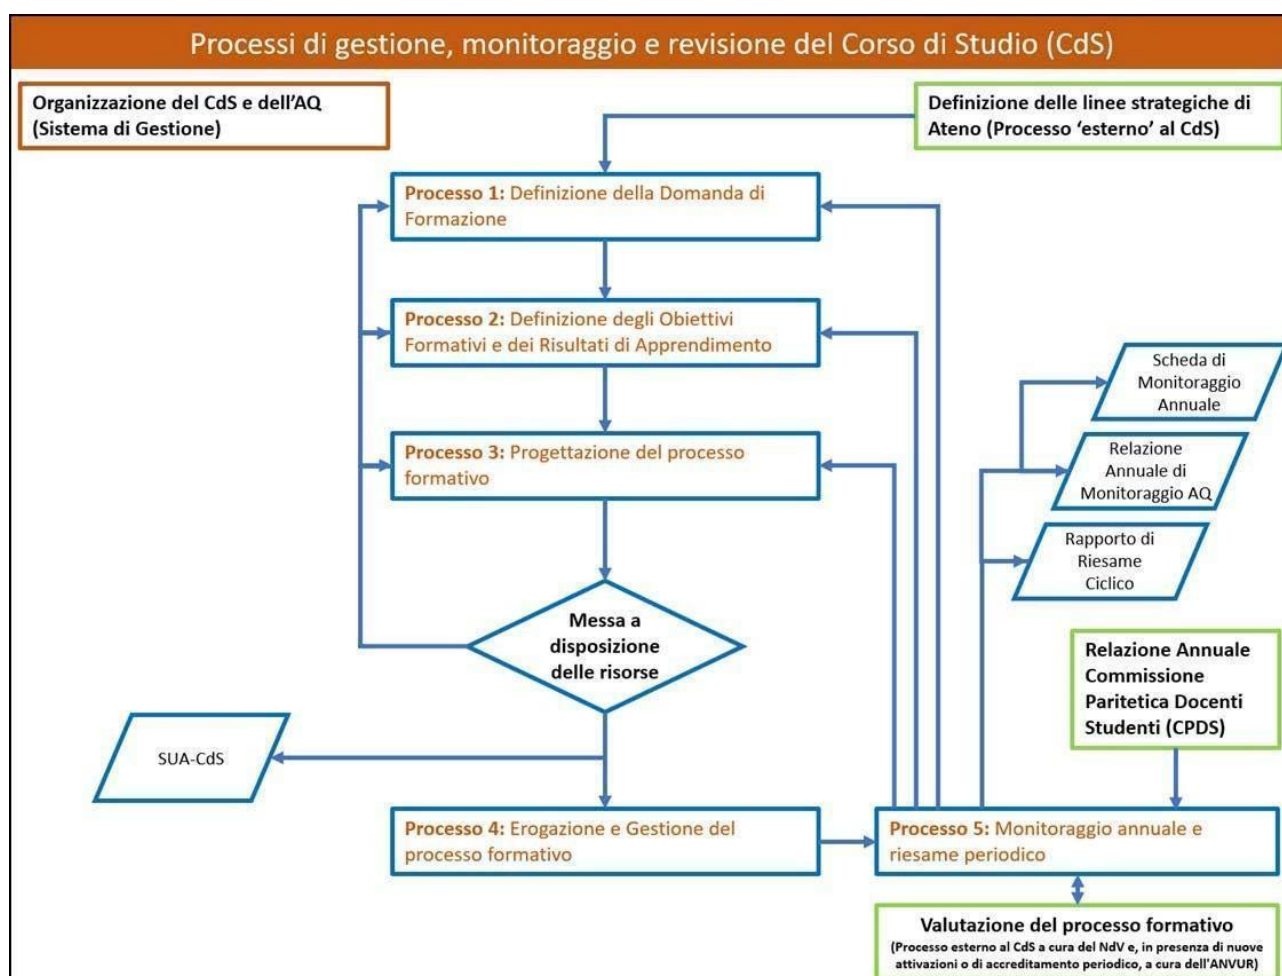 Processi di gestione, monitoraggio e revisione del Corso di Studio (CdS)
Organizzazione del CdS e dell'AQ
(Sistema di Gestione)
Definizione delle linee strategiche di
Ateno (Processo 'esterno' al CdS)
Processo 1: Definizione della Domanda di
Formazione
Processo 2: Definizione degli Obiettivi
Formativi e dei Risultati di Apprendimento
Scheda di
Monitoraggio
Annuale
Processo 3: Progettazione del processo
formativo
Relazione
Annuale di
Monitoraggio AQ
Rapporto di
Riesame
Ciclico
Messa a
disposizione
delle risorse
Relazione Annuale
Commissione
Paritetica Docenti
Studenti (CPDS)
SUA-CdS
Processo 4: Erogazione e Gestione del
processo formativo
Processo 5: Monitoraggio annuale e
riesame periodico
Valutazione del processo formativo
(Processo esterno al CdS a cura del NdV e, in presenza di nuove
attivazioni o di accreditamento periodico, a cura dell'ANVUR)